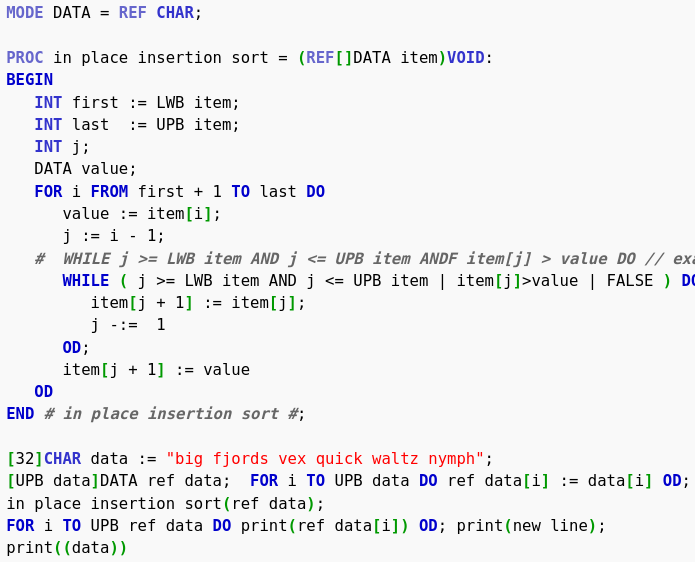 MODE DATA = REF CHAR;

PROC in place insertion sort = (REF[]DATA item)VOID:
BEGIN
   INT first := LWB item;
   INT last  := UPB item;
   INT j;
   DATA value;
   FOR i FROM first + 1 TO last DO
      value := item[i];
      j := i - 1;
   #  WHILE j >= LWB item AND j <= UPB item ANDF item[j] > value DO // exa
      WHILE ( j >= LWB item AND j <= UPB item | item[j]>value | FALSE ) DO
         item[j + 1] := item[j];
         j -:=  1
      OD;
      item[j + 1] := value
   OD
END # in place insertion sort #;

[32]CHAR data := "big fjords vex quick waltz nymph";
[UPB data]DATA ref data;  FOR i TO UPB data DO ref data[i] := data[i] OD;
in place insertion sort(ref data);
FOR i TO UPB ref data DO print(ref data[i]) OD; print(new line);
print((data))